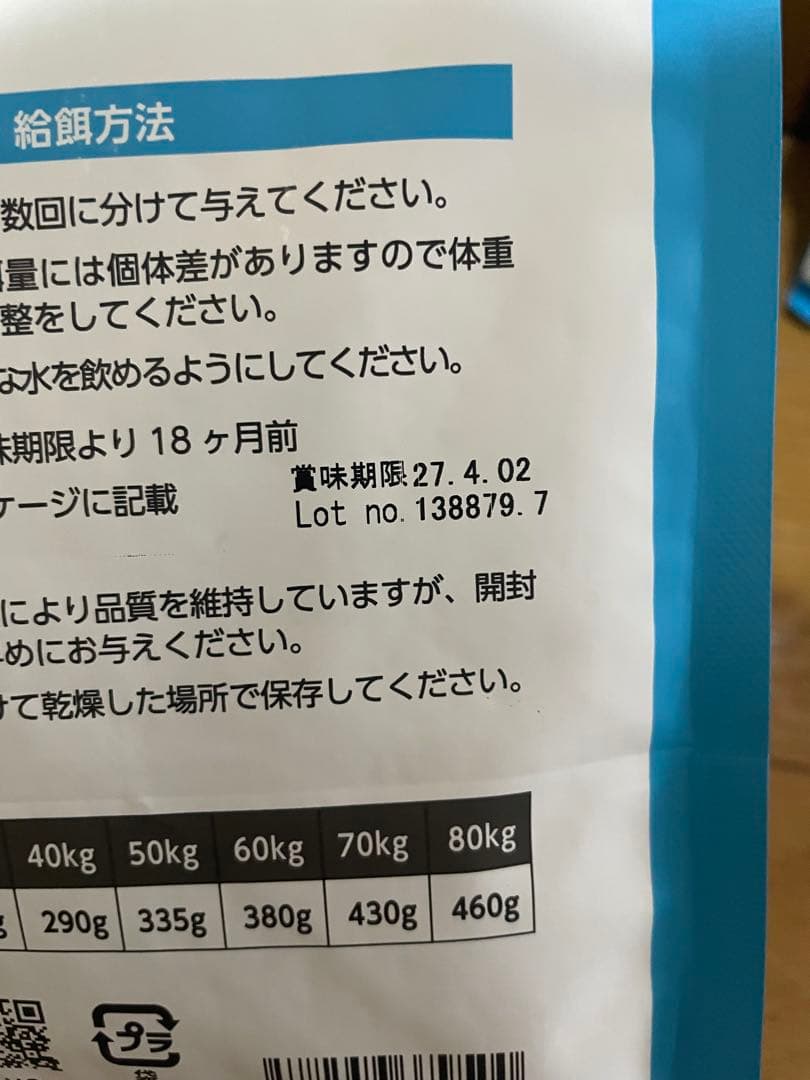 給餌方法
数回に分けて与えてください。
量には個体差がありますので体重
整をしてください。
な水を飲めるようにしてください。
味期限より 18 ヶ月前
ケージに記載
賞味期限27.4.02
Lot no.138879.7
により品質を維持していますが、開封
めにお与えください。
けて乾燥した場所で保存してください。
40kg 50kg 60kg 70kg 80kg
g 290g 335g 380g 430g 460g
プラ
袋